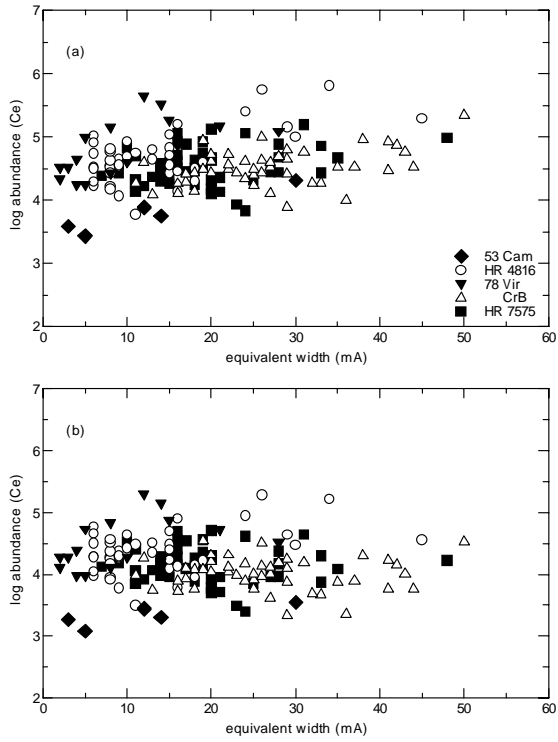 7
(a)
6
5
4
3
2
log abundance (Ce)
53 Cam
HR 4816
78 Vir
CrB
HR 7575
0 10 20 30 40 50 60
equivalent width (mA)
7
(b)
6
5
4
3
2
log abundance (Ce)
0 10 20 30 40 50 60
equivalent width (mA)